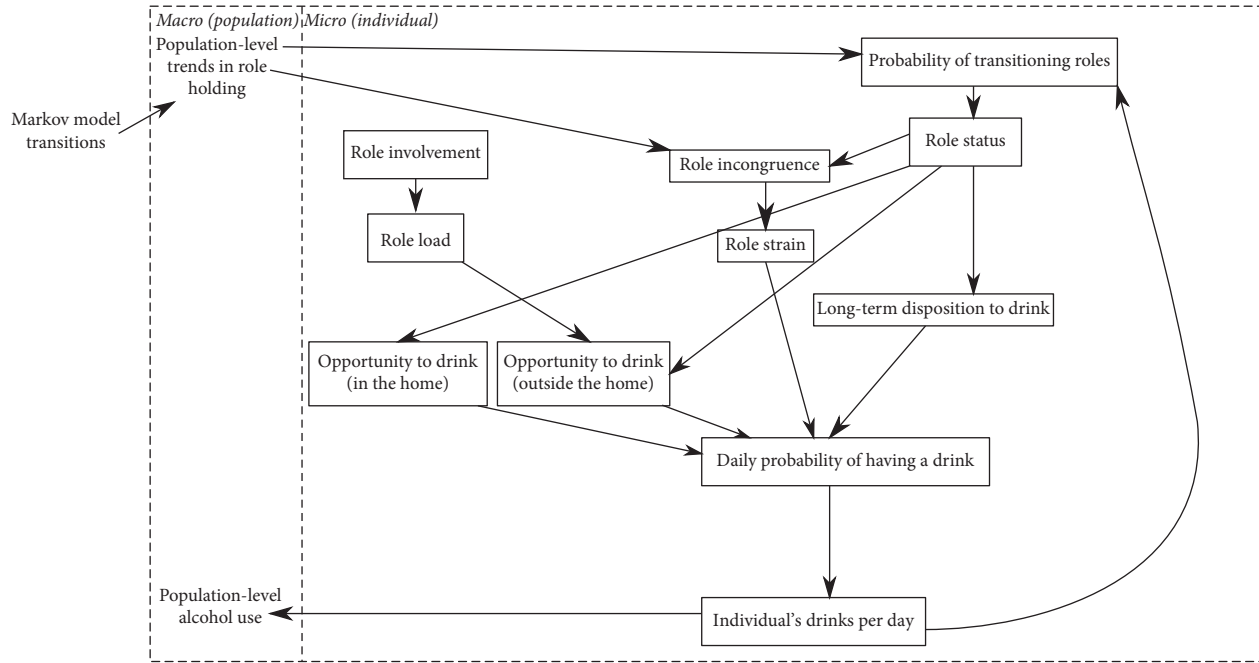 Macro (population)
Micro (individual)
Population-level
trends in role
holding
Probability of transitioning roles
Markov model
transitions
Role involvement
Role incongruence
Role status
Role load
Role strain
Long-term disposition to drink
Opportunity to drink
(in the home)
Opportunity to drink
(outside the home)
Daily probability of having a drink
Population-level
alcohol use
Individual's drinks per day